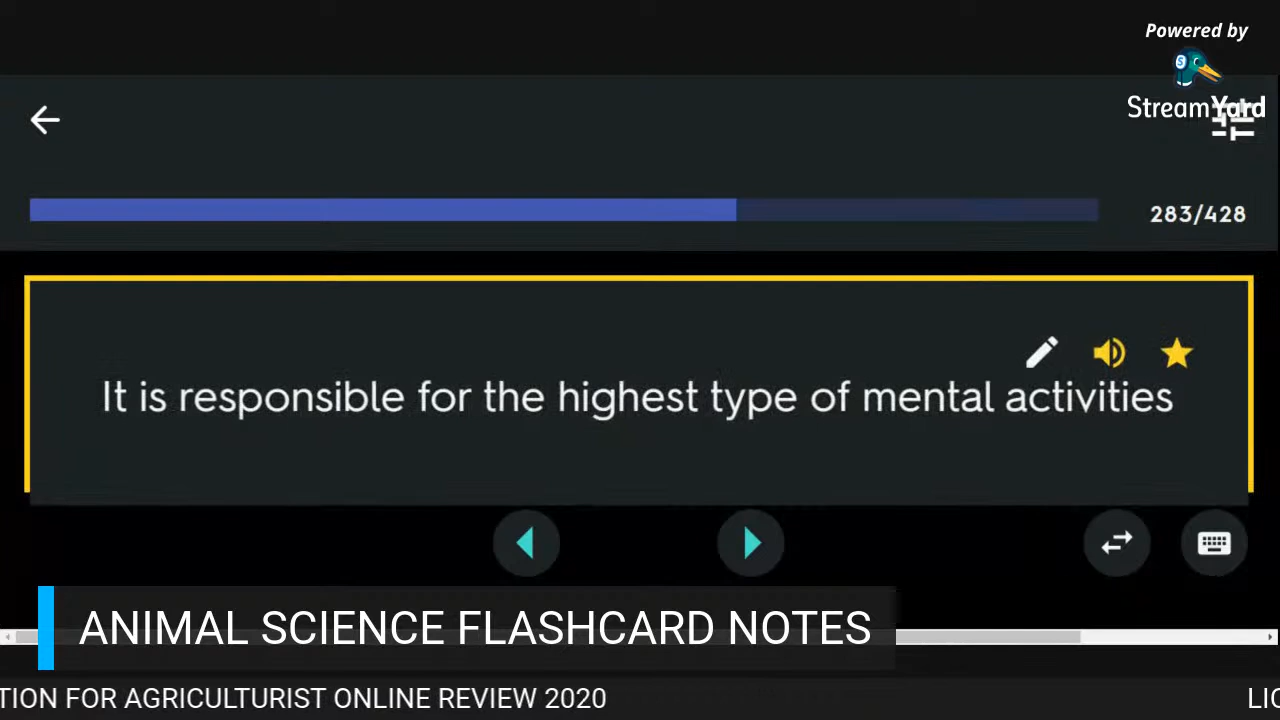 Powered by
StreamYard
283/428
It is responsible for the highest type of mental activities
ANIMAL SCIENCE FLASHCARD NOTES
TION FOR AGRICULTURIST ONLINE REVIEW 2020
LIC